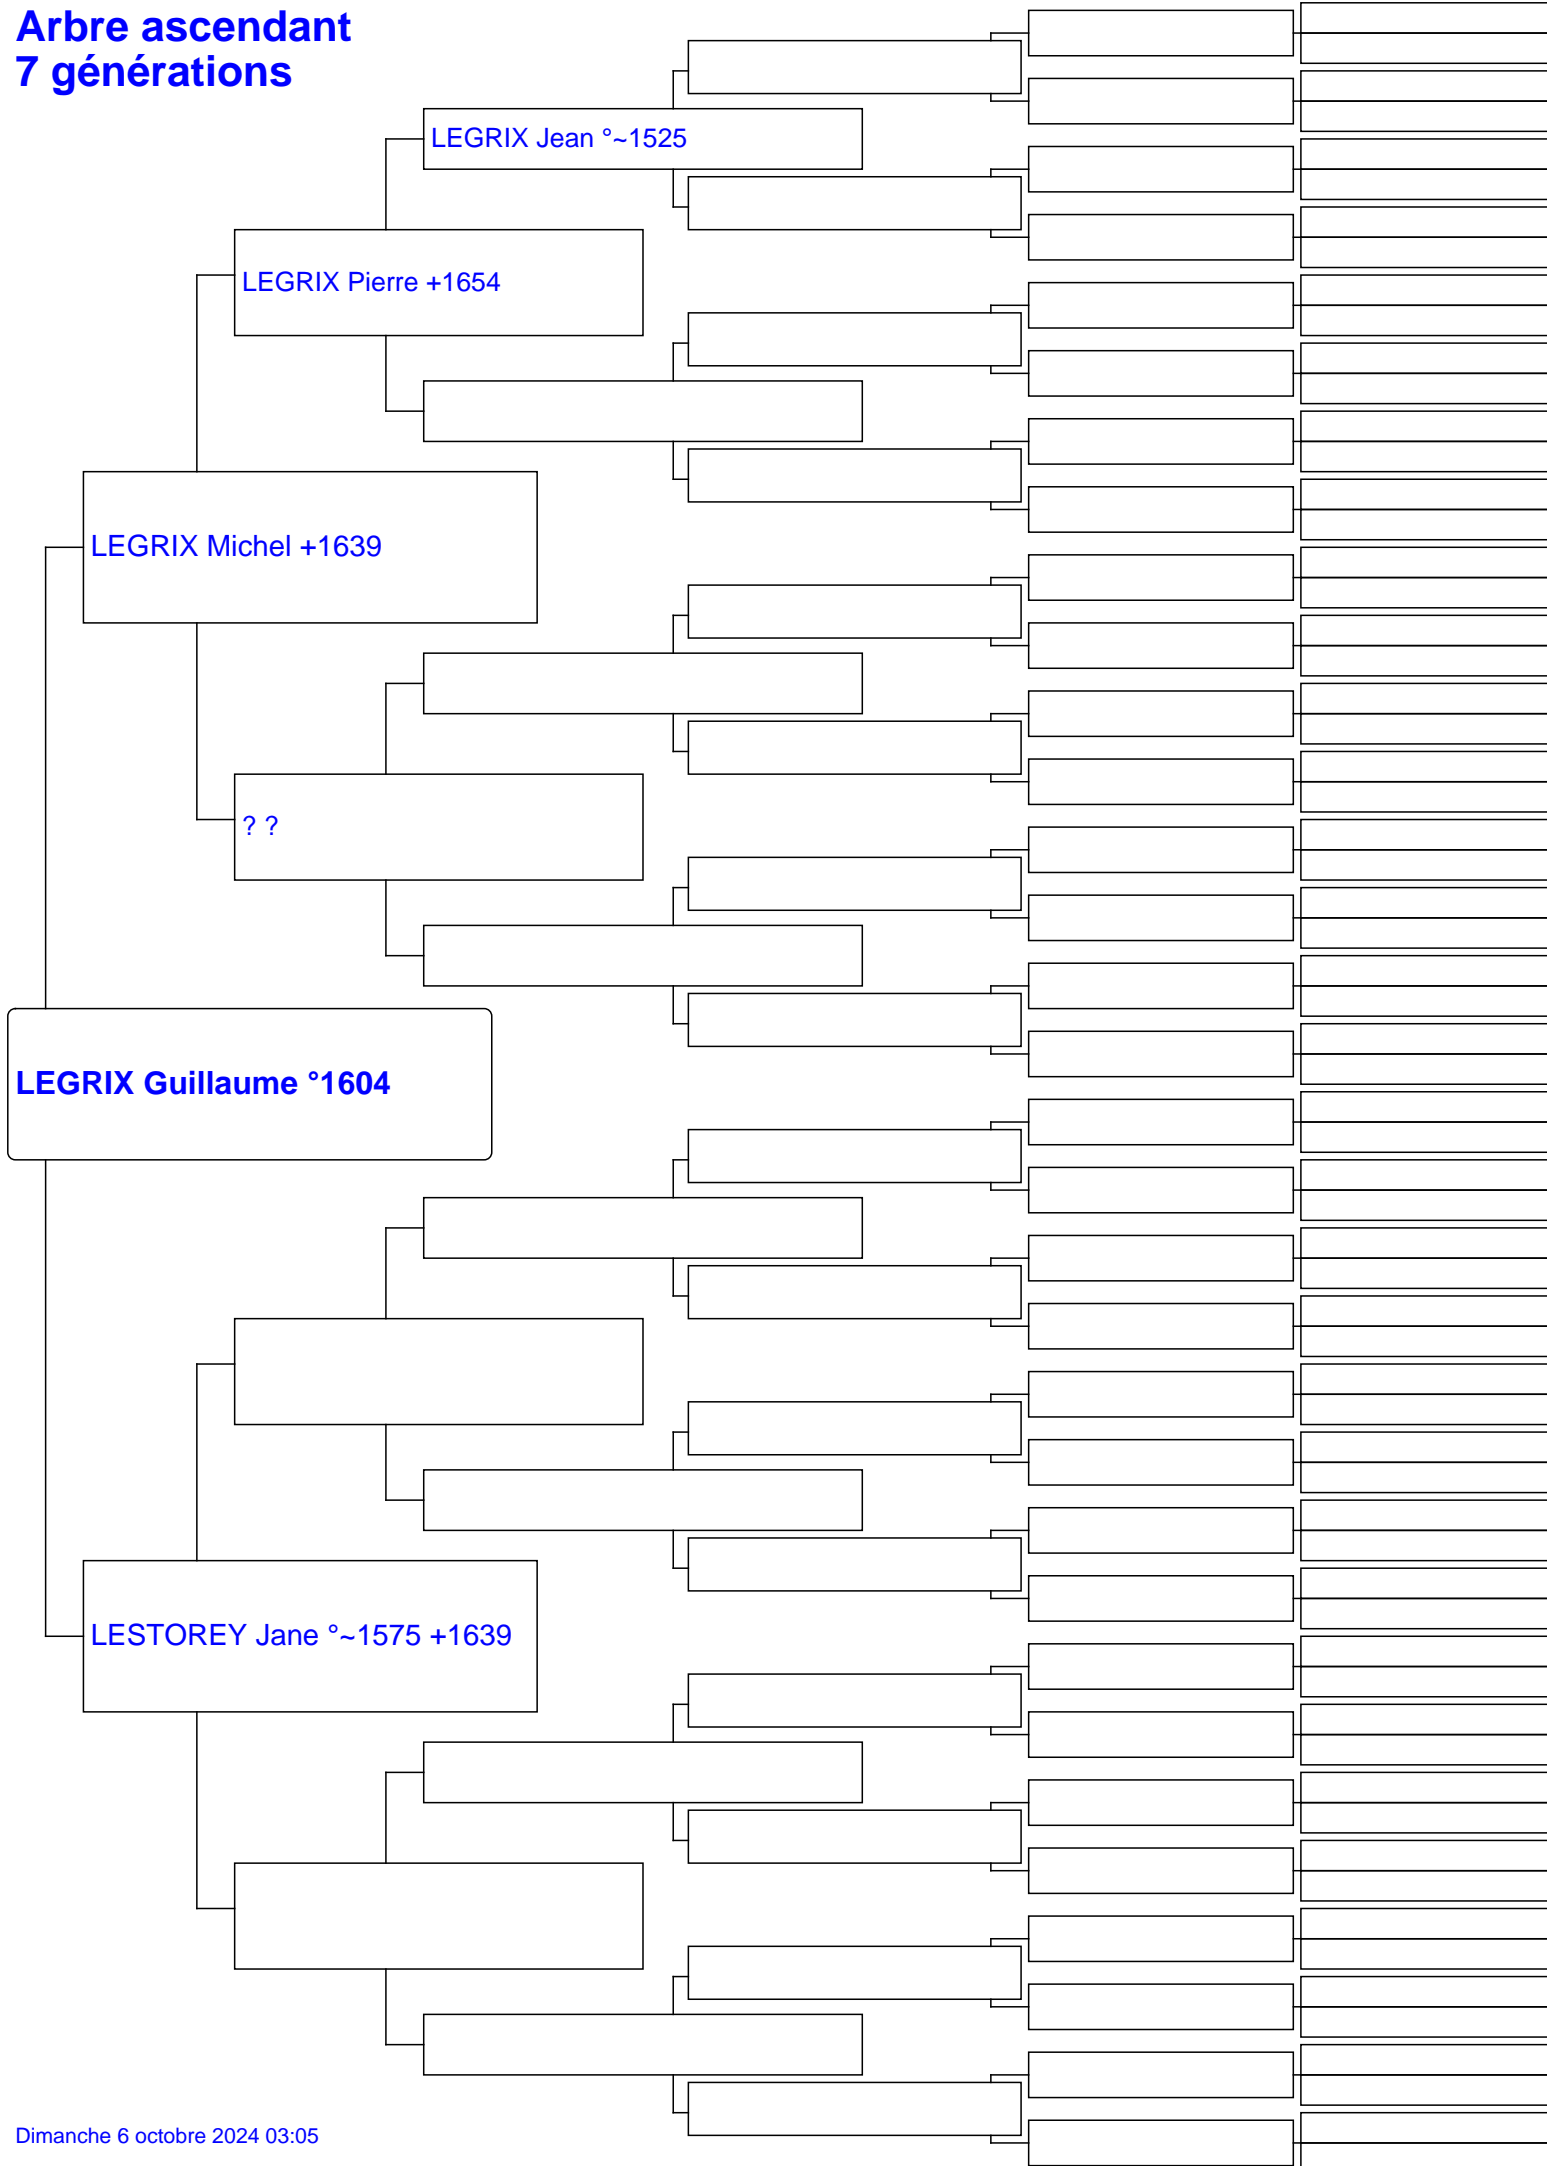 Arbre ascendant
7 générations
LEGRIX Jean °~1525
LEGRIX Pierre +1654
LEGRIX Michel +1639
? ?
LEGRIX Guillaume °1604
LESTOREY Jane °~1575 +1639
Dimanche 6 octobre 2024 03:05